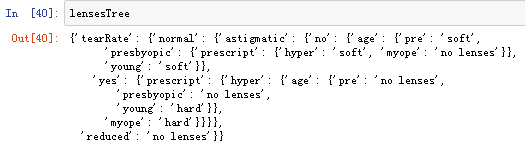 In [40]: lensesTree
Out[40]: {'tearRate': {'normal': {'astigmatic': {'no': {'age': {'pre': 'soft',
'presbyopic': {'prescript': {'hyper': 'soft', 'myope': 'no lenses'}},
'young': 'soft'}},
'yes': {'prescript': {'hyper': {'age': {'pre': 'no lenses',
'presbyopic': 'no lenses',
'young': 'hard'}},
'myope': 'hard'}}}},
'reduced': 'no lenses'}}